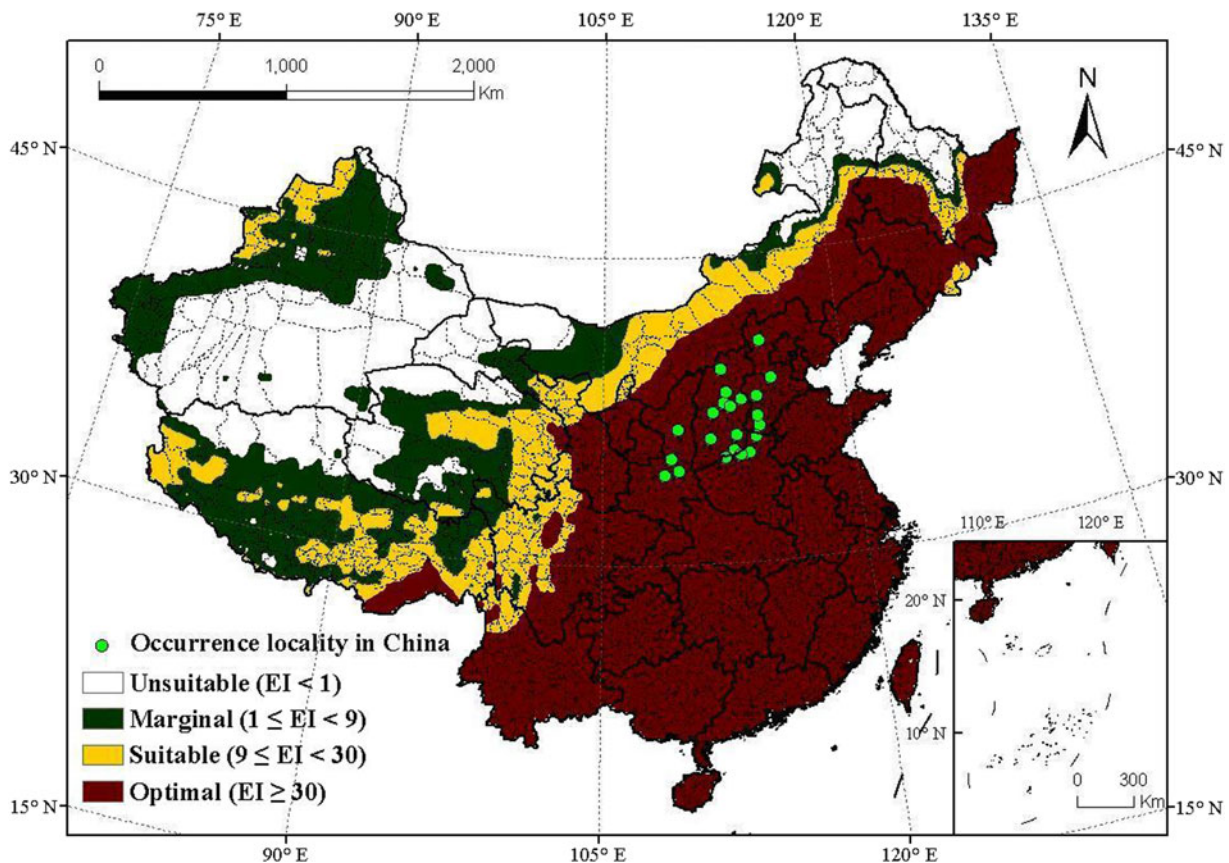 75° E 90° E 105° E 120° E 135° E
0 1,000 2,000
Km
N
45° N 45° N
30° N 30° N
110° E 120° E
20° N
10° N
0 300
Km
Occurrence locality in China
Unsuitable (EI < 1)
Marginal (1 ≤ EI < 9)
Suitable (9 ≤ EI < 30)
Optimal (EI ≥ 30)
15° N 15° N
90° E 105° E 120° E